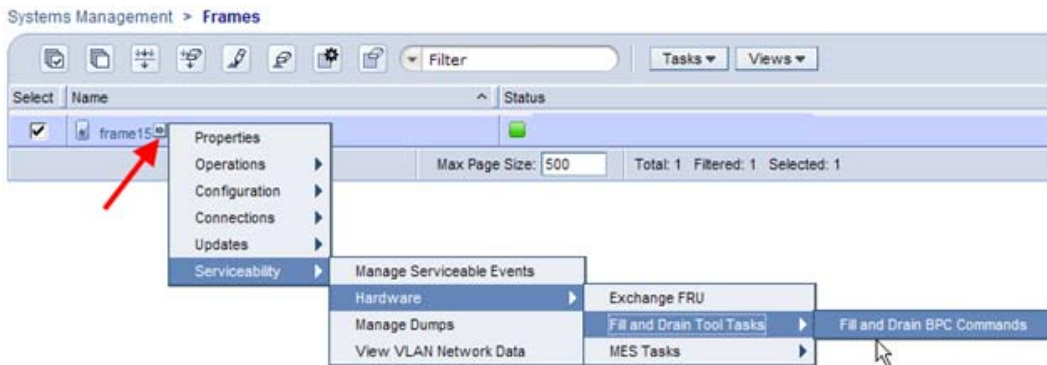 Systems Management > Frames
Filter
Tasks Views
Select Name Status
frame15
Max Page Size: 500 Total: 1 Filtered: 1 Selected: 1
Properties
Operations
Configuration
Connections
Updates
Serviceability
Manage Serviceable Events
Hardware
Manage Dumps
View VLAN Network Data
Exchange FRU
Fill and Drain Tool Tasks
MES Tasks
Fill and Drain BPC Commands